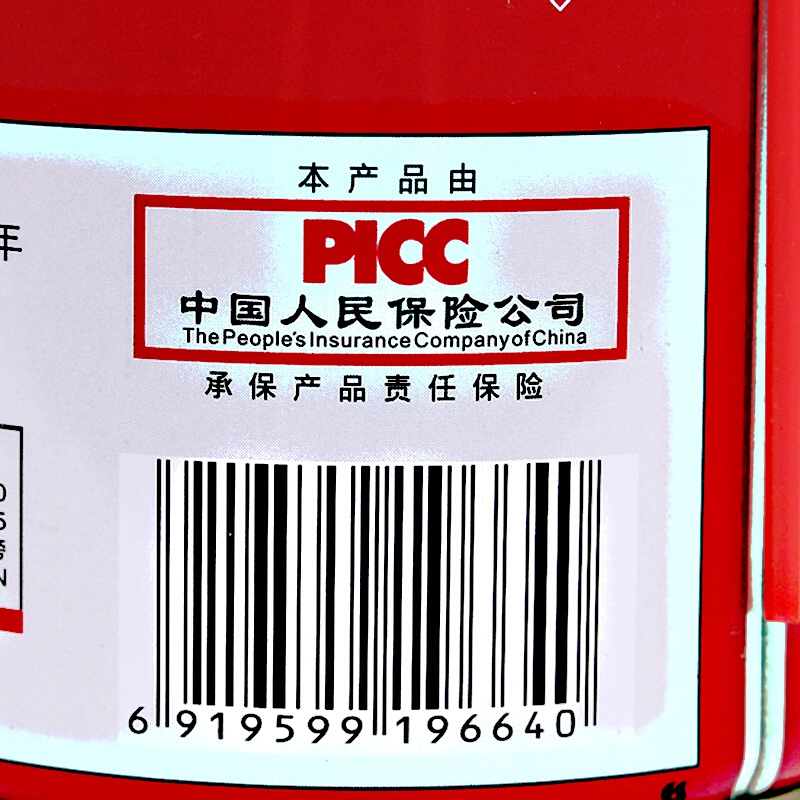 本产品由
PICC
中国人民保险公司
The People's Insurance Company of China
承保产品责任保险
年
6 919599 196640